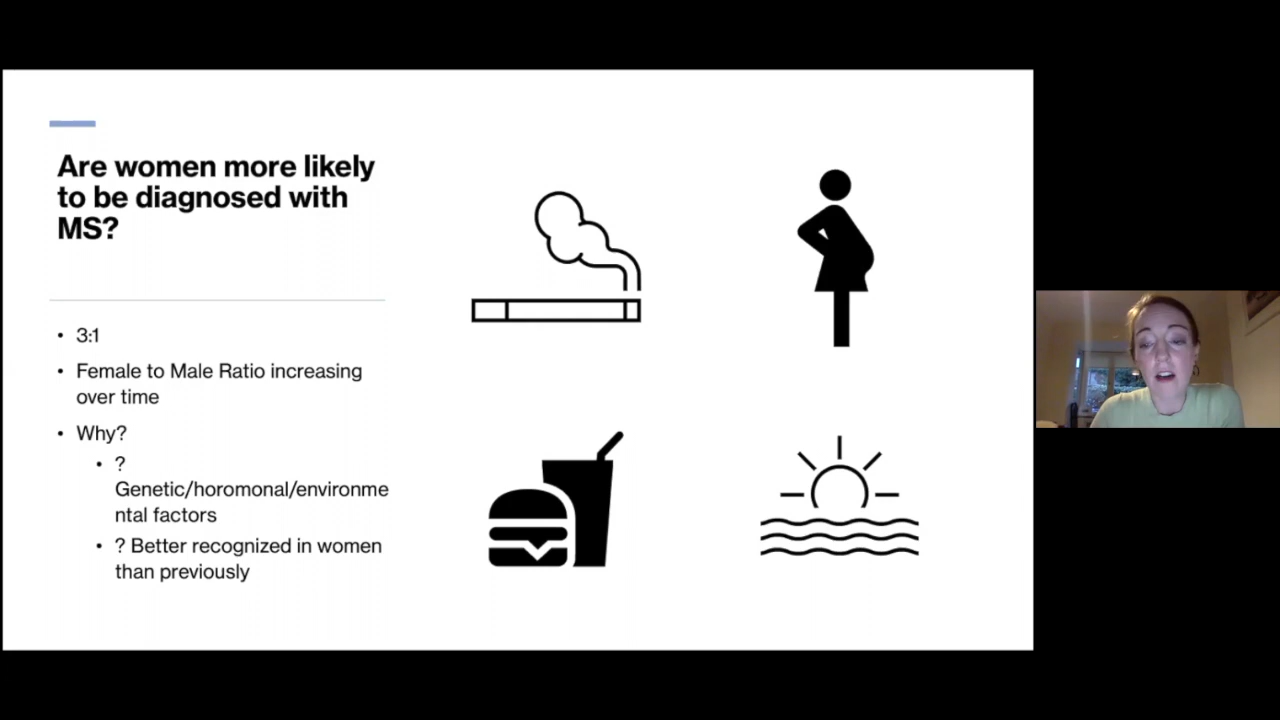 Are women more likely
to be diagnosed with
MS?
• 3:1
• Female to Male Ratio increasing
over time
• Why?
• ?
Genetic/horomonal/environme
ntal factors
• ? Better recognized in women
than previously